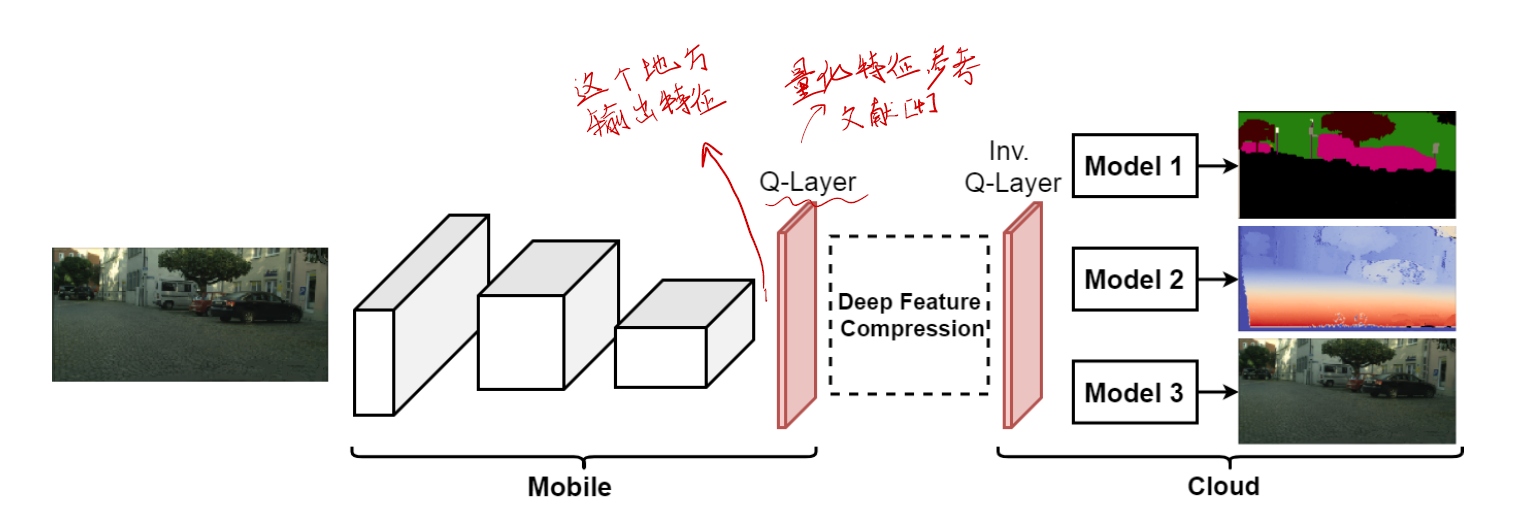 这个地方
输出特征
量化特征参考
文献[4]
Q-Layer
Inv.
Q-Layer
Deep Feature
Compression
Model 1
Model 2
Model 3
Mobile
Cloud